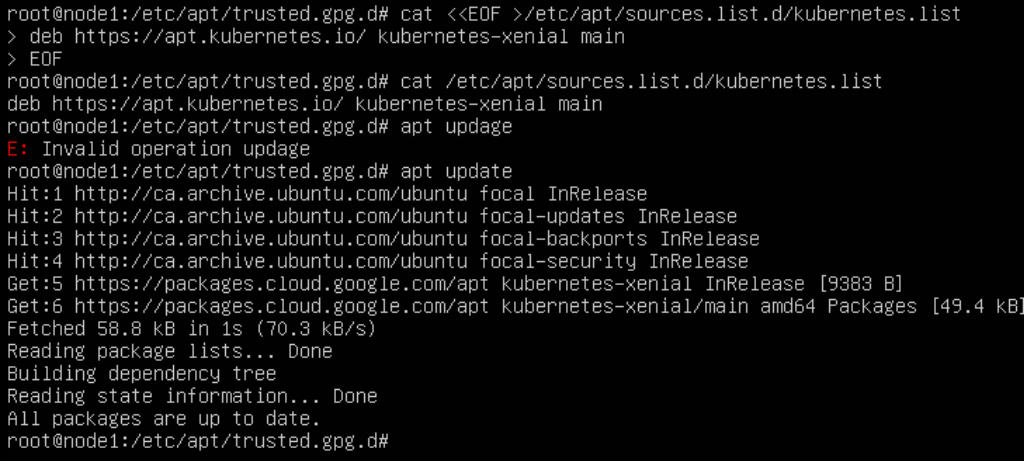 root@node1:/etc/apt/trusted.gpg.d# cat <<EOF >/etc/apt/sources.list.d/kubernetes.list
> deb https://apt.kubernetes.io/ kubernetes-xenial main
> EOF
root@node1:/etc/apt/trusted.gpg.d# cat /etc/apt/sources.list.d/kubernetes.list
deb https://apt.kubernetes.io/ kubernetes-xenial main
root@node1:/etc/apt/trusted.gpg.d# apt updage
E: Invalid operation updage
root@node1:/etc/apt/trusted.gpg.d# apt update
Hit:1 http://ca.archive.ubuntu.com/ubuntu focal InRelease
Hit:2 http://ca.archive.ubuntu.com/ubuntu focal-updates InRelease
Hit:3 http://ca.archive.ubuntu.com/ubuntu focal-backports InRelease
Hit:4 http://ca.archive.ubuntu.com/ubuntu focal-security InRelease
Get:5 https://packages.cloud.google.com/apt kubernetes-xenial InRelease [9383 B]
Get:6 https://packages.cloud.google.com/apt kubernetes-xenial/main amd64 Packages [49.4 kB]
Fetched 58.8 kB in 1s (70.3 kB/s)
Reading package lists... Done
Building dependency tree
Reading state information... Done
All packages are up to date.
root@node1:/etc/apt/trusted.gpg.d#